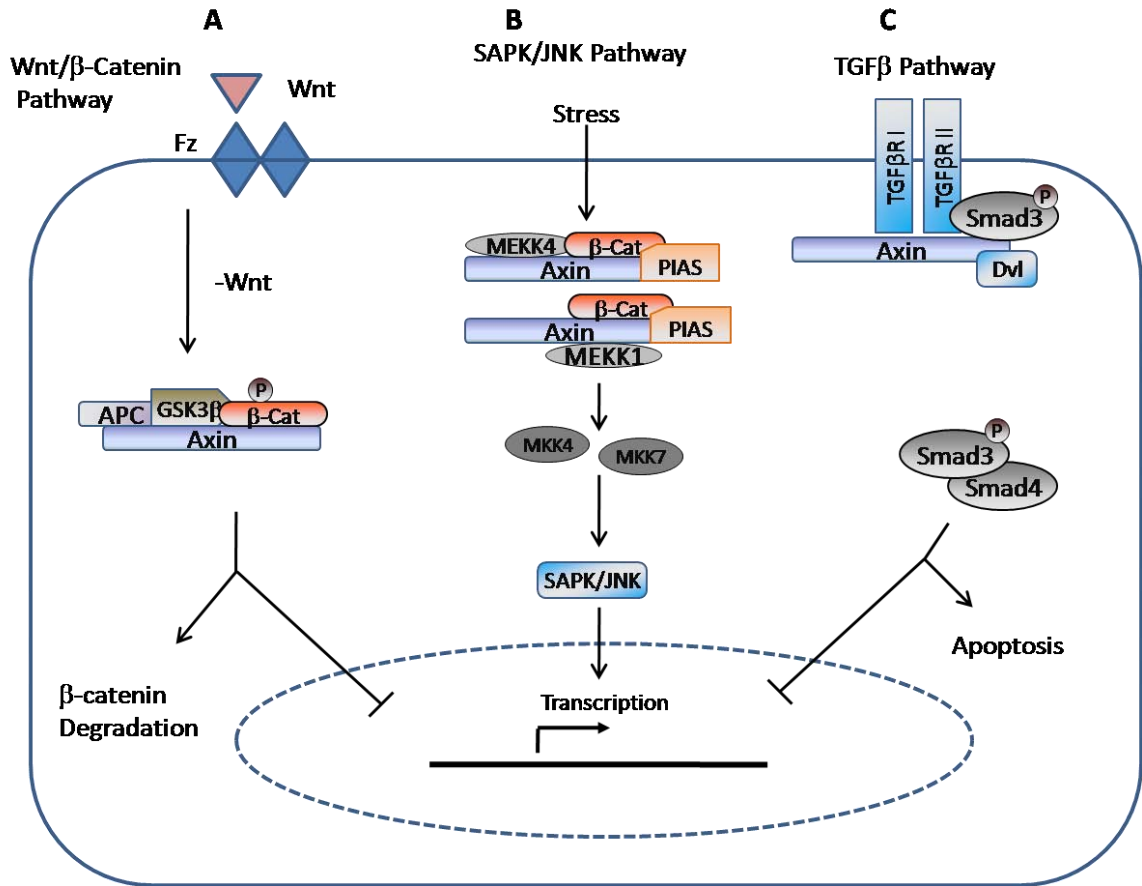 A
B
C
Wnt/β-Catenin
Pathway
Wnt
Fz
SAPK/JNK Pathway
TGFβ Pathway
Stress
TGFβR I
TGFβR II
Smad3
P
Axin
Dvl
-Wnt
MEKK4
β-Cat
Axin
PIAS
β-Cat
Axin
PIAS
MEKK1
APC
GSK3β
P
β-Cat
Axin
MKK4
MKK7
P
Smad3
Smad4
SAPK/JNK
β-catenin
Degradation
Apoptosis
Transcription